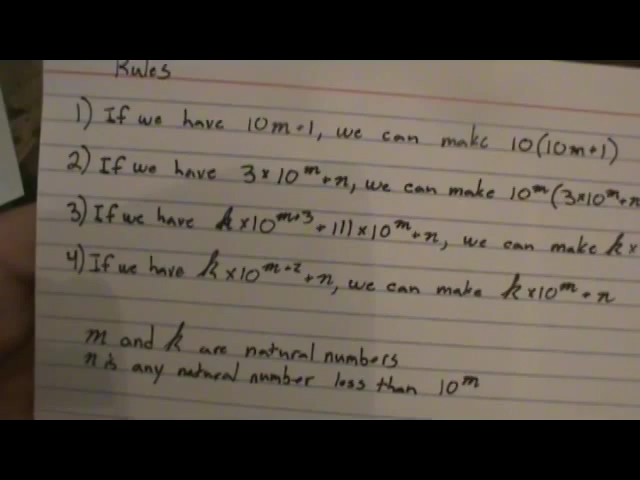 Rules
1) If we have 10m+1, we can make 10(10m+1)
2) If we have 3×10^m+n, we can make 10^m(3×10^m+n
3) If we have k×10^m+3+111×10^m+n, we can make k×
4) If we have k×10^m+2+n, we can make k×10^m+n
m and k are natural numbers
n is any natural number less than 10^m